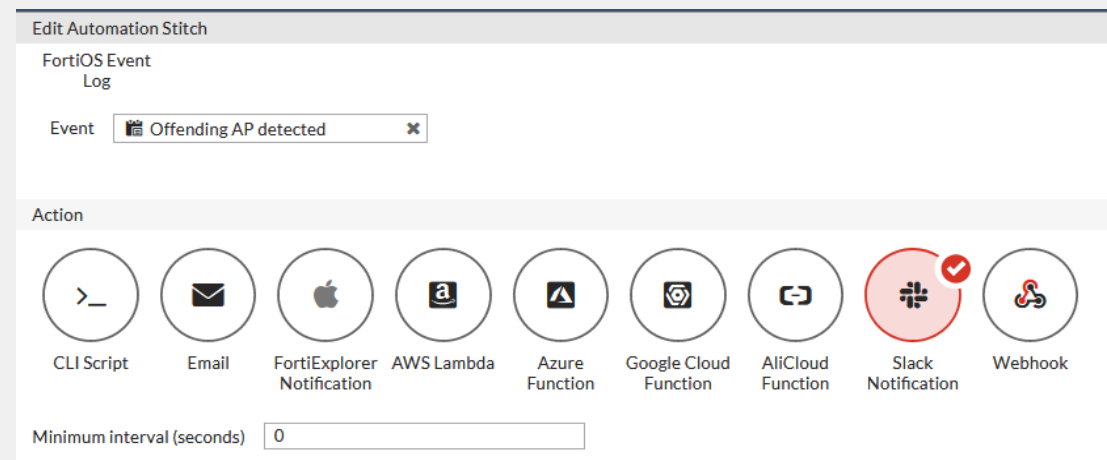 Edit Automation Stitch
FortiOS Event
Log
Event Offending AP detected
Action
CLI Script Email FortiExplorer AWS Lambda Azure Google Cloud AliCloud Slack Webhook
Notification Function Function Function Notification
Minimum interval (seconds) 0